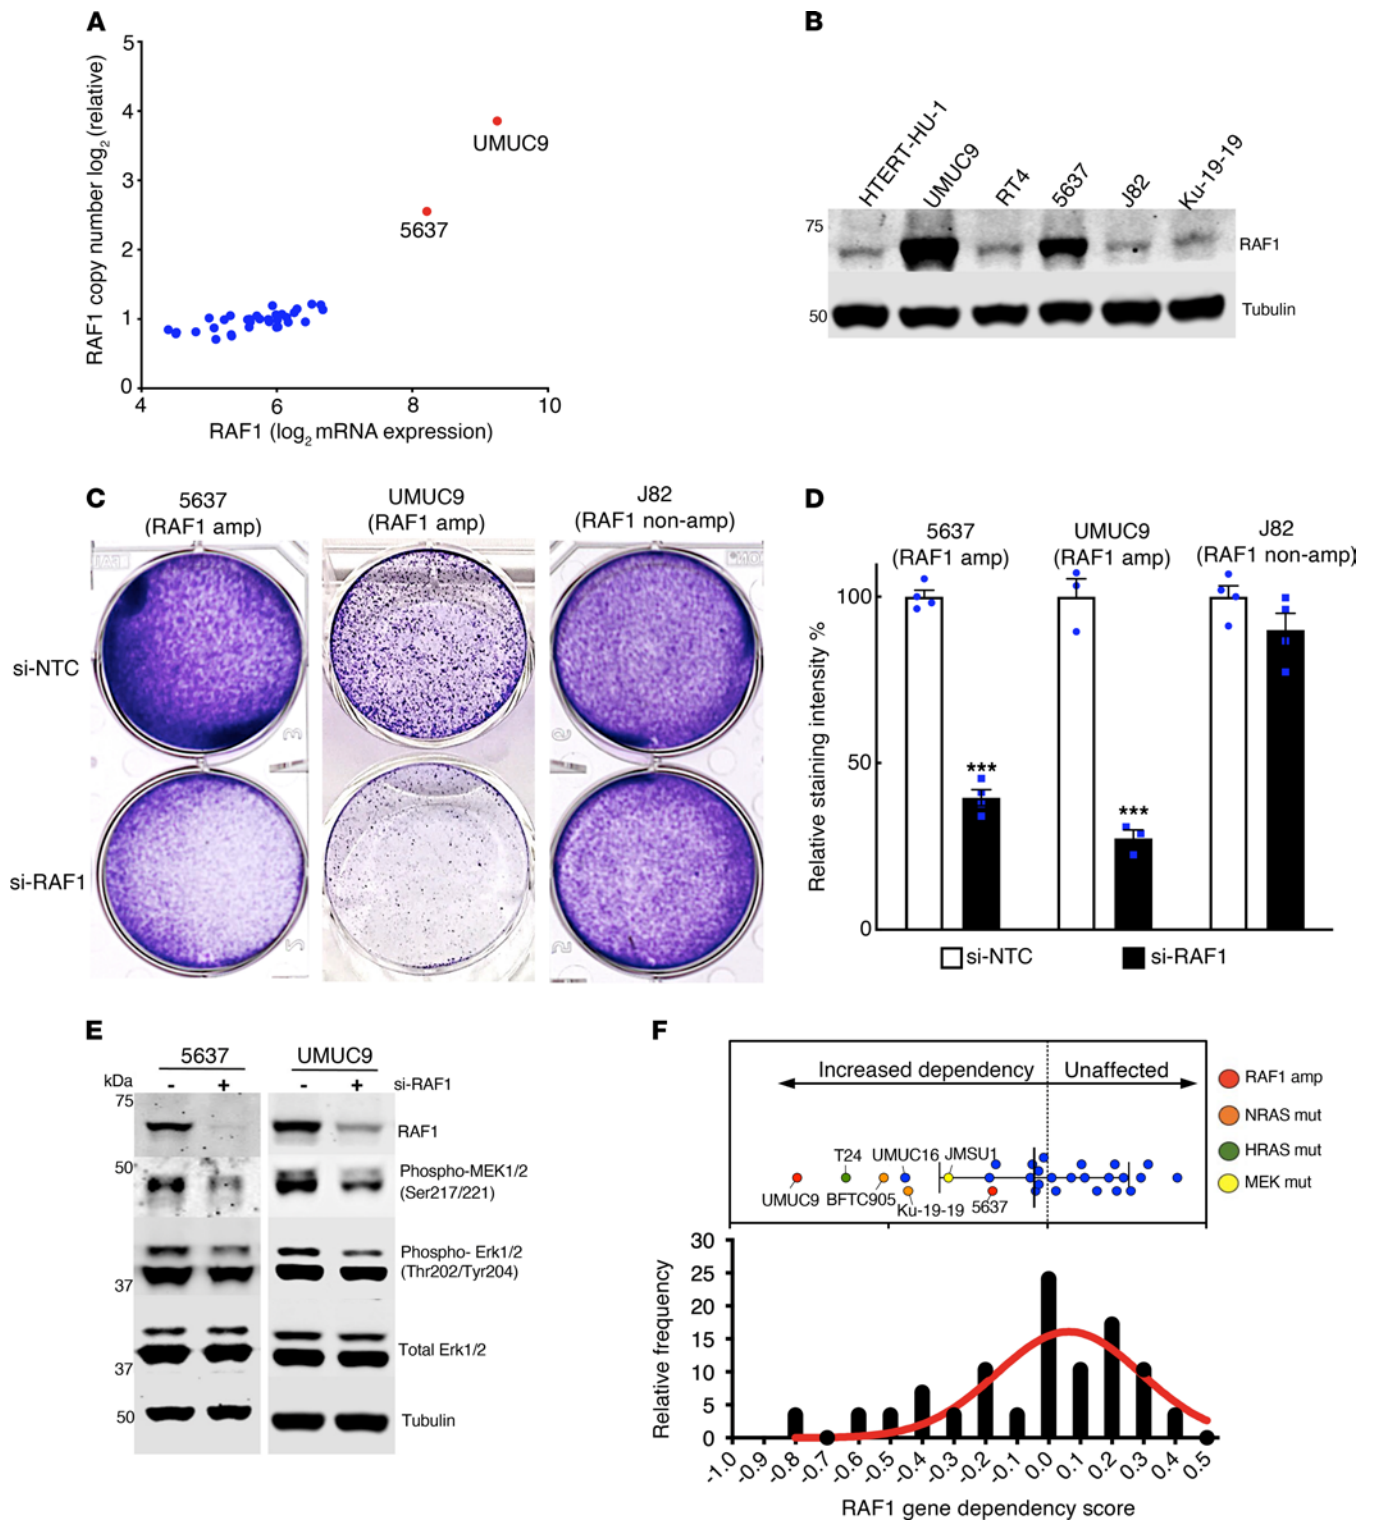 A
RAF1 copy number log2 (relative)
5
4
3
2
1
0
4
6
8
10
UMUC9
5637
RAF1 (log2 mRNA expression)
B
HTERT-HU-1
UMUC9
RT4
5637
J82
Ku-19-19
75
RAF1
50
Tubulin
C
5637
(RAF1 amp)
UMUC9
(RAF1 amp)
J82
(RAF1 non-amp)
si-NTC
si-RAF1
D
5637
(RAF1 amp)
UMUC9
(RAF1 amp)
J82
(RAF1 non-amp)
Relative staining intensity %
100
50
0
***
***
si-NTC
si-RAF1
E
5637
UMUC9
kDa
- +
- +
si-RAF1
75
RAF1
50
Phospho-MEK1/2
(Ser217/221)
Phospho- Erk1/2
(Thr202/Tyr204)
37
Total Erk1/2
37
50
Tubulin
F
Increased dependency
Unaffected
RAF1 amp
NRAS mut
HRAS mut
MEK mut
T24
UMUC16
JMSU1
UMUC9
BFTC905
Ku-19-19
5637
Relative frequency
30
25
20
15
10
5
0
-1.0
-0.9
-0.8
-0.7
-0.6
-0.5
-0.4
-0.3
-0.2
-0.1
0.0
0.1
0.2
0.3
0.4
0.5
RAF1 gene dependency score